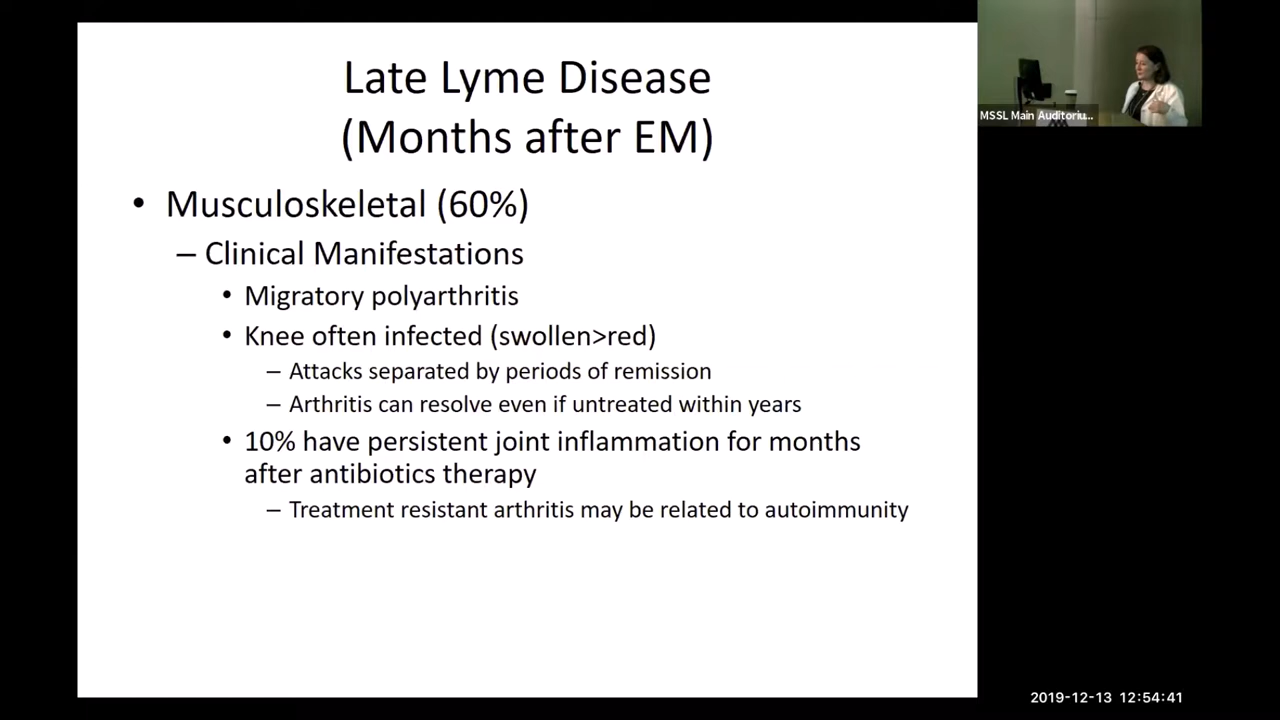 Late Lyme Disease
(Months after EM)
• Musculoskeletal (60%)
– Clinical Manifestations
• Migratory polyarthritis
• Knee often infected (swollen>red)
– Attacks separated by periods of remission
– Arthritis can resolve even if untreated within years
• 10% have persistent joint inflammation for months
after antibiotics therapy
– Treatment resistant arthritis may be related to autoimmunity
MSSL Main Auditoriu...
2019-12-13 12:54:41